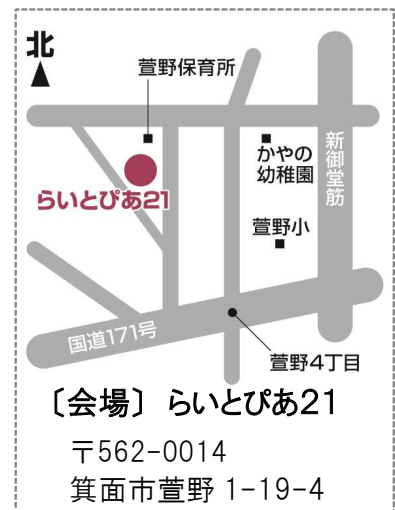 北
萱野保育所
かやの
幼稚園
新御堂筋
らいとぴあ21
萱野小
国道171号
萱野4丁目
〔会場〕らいとぴあ21
〒562-0014
箕面市萱野 1-19-4